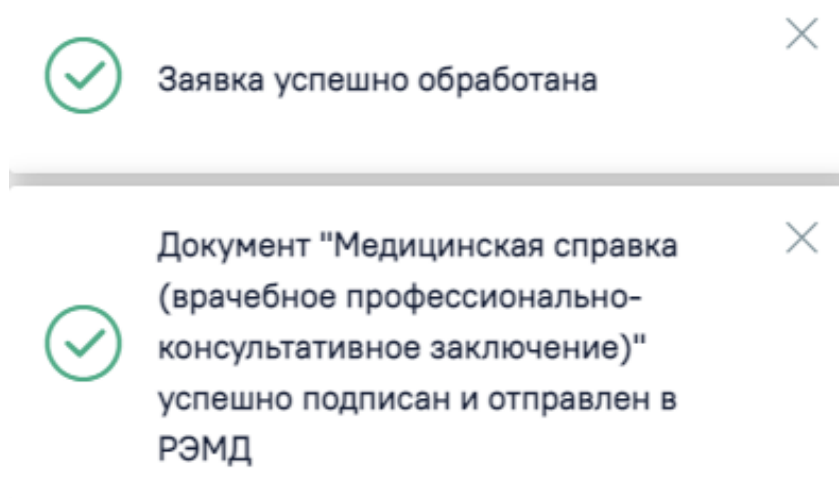 Заявка успешно обработана
Документ "Медицинская справка
(врачебное профессионально-
консультативное заключение)"
успешно подписан и отправлен в
РЭМД